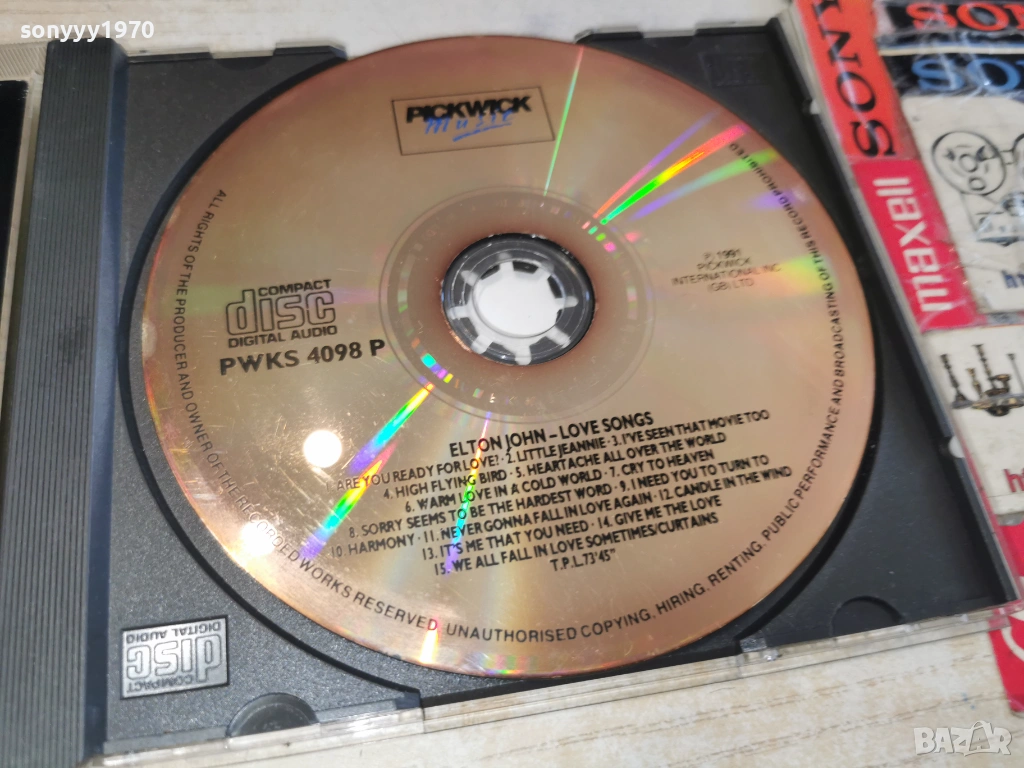 sonyyy1970
PICKWICK
music
COMPACT
disc
DIGITAL AUDIO
PWKS 4098 P
P 1991
PICKWICK
INTERNATIONAL INC
(GB) LTD
ELTON JOHN – LOVE SONGS
1. ARE YOU READY FOR LOVE? · 2. LITTLE JEANNIE · 3. I'VE SEEN THAT MOVIE TOO
4. HIGH FLYING BIRD · 5. HEARTACHE ALL OVER THE WORLD
6. WARM LOVE IN A COLD WORLD · 7. CRY TO HEAVEN
8. SORRY SEEMS TO BE THE HARDEST WORD · 9. I NEED YOU TO TURN TO
10. HARMONY · 11. NEVER GONNA FALL IN LOVE AGAIN · 12. CANDLE IN THE WIND
13. IT'S ME THAT YOU NEED · 14. GIVE ME THE LOVE
15. WE ALL FALL IN LOVE SOMETIMES/CURTAINS
T.P.L. 73'45"
ALL RIGHTS OF THE PRODUCER AND OWNER OF THE RECORDED WORKS RESERVED. UNAUTHORISED COPYING. HIRING. RENTING. PUBLIC PERFORMANCE AND BROADCASTING OF THIS RECORD PROHIBITED
COMPACT
disc
DIGITAL AUDIO
SONY
maxell
BAZAR